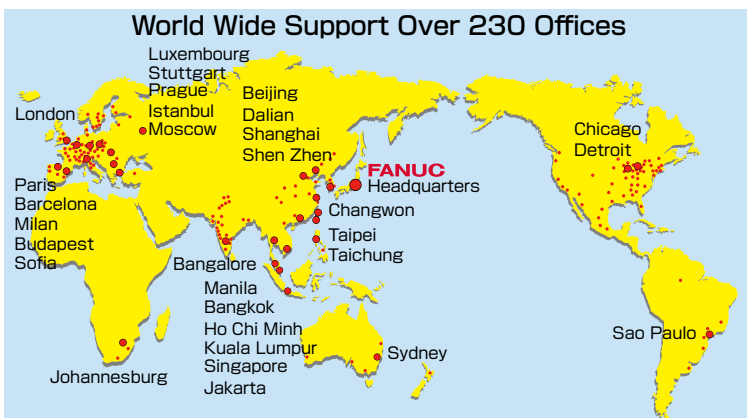 World Wide Support Over 230 Offices
Luxembourg
Stuttgart
Prague
Istanbul
Moscow
London
Paris
Barcelona
Milan
Budapest
Sofia
Beijing
Dalian
Shanghai
Shen Zhen
FANUC
Headquarters
Changwon
Taipei
Taichung
Bangalore
Manila
Bangkok
Ho Chi Minh
Kuala Lumpur
Singapore
Jakarta
Sydney
Johannesburg
Chicago
Detroit
Sao Paulo